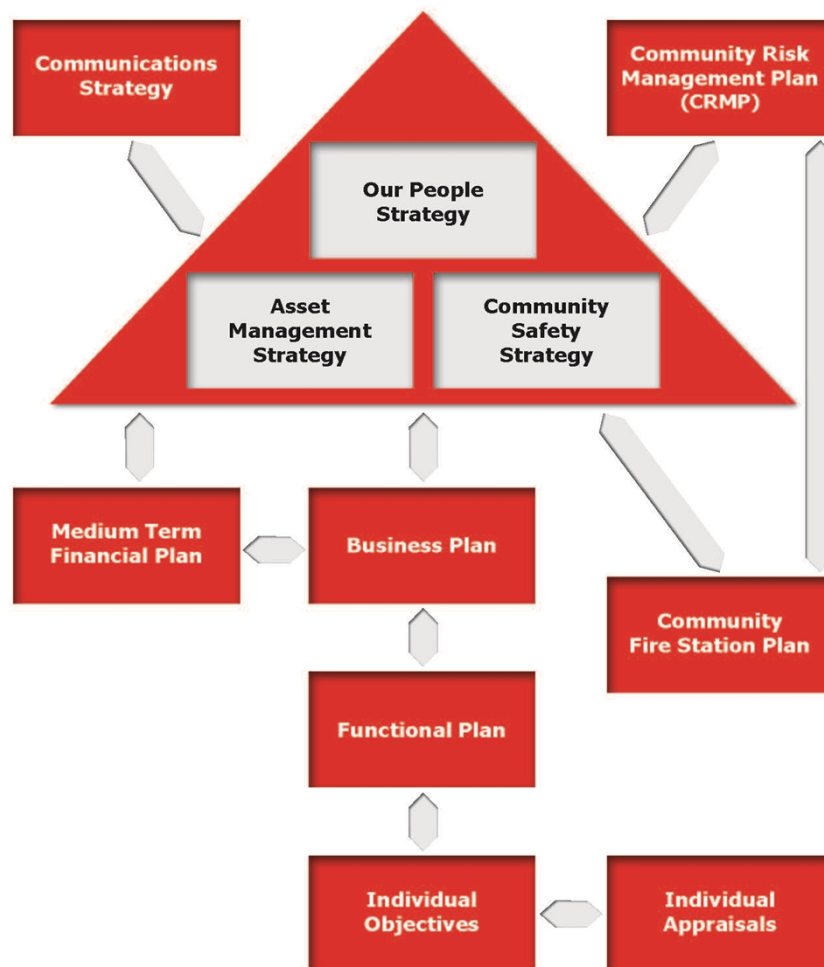 Communications
Strategy
Community Risk
Management Plan
(CRMP)
Our People
Strategy
Asset
Management
Strategy
Community
Safety
Strategy
Medium Term
Financial Plan
Business Plan
Community
Fire Station Plan
Functional Plan
Individual
Objectives
Individual
Appraisals